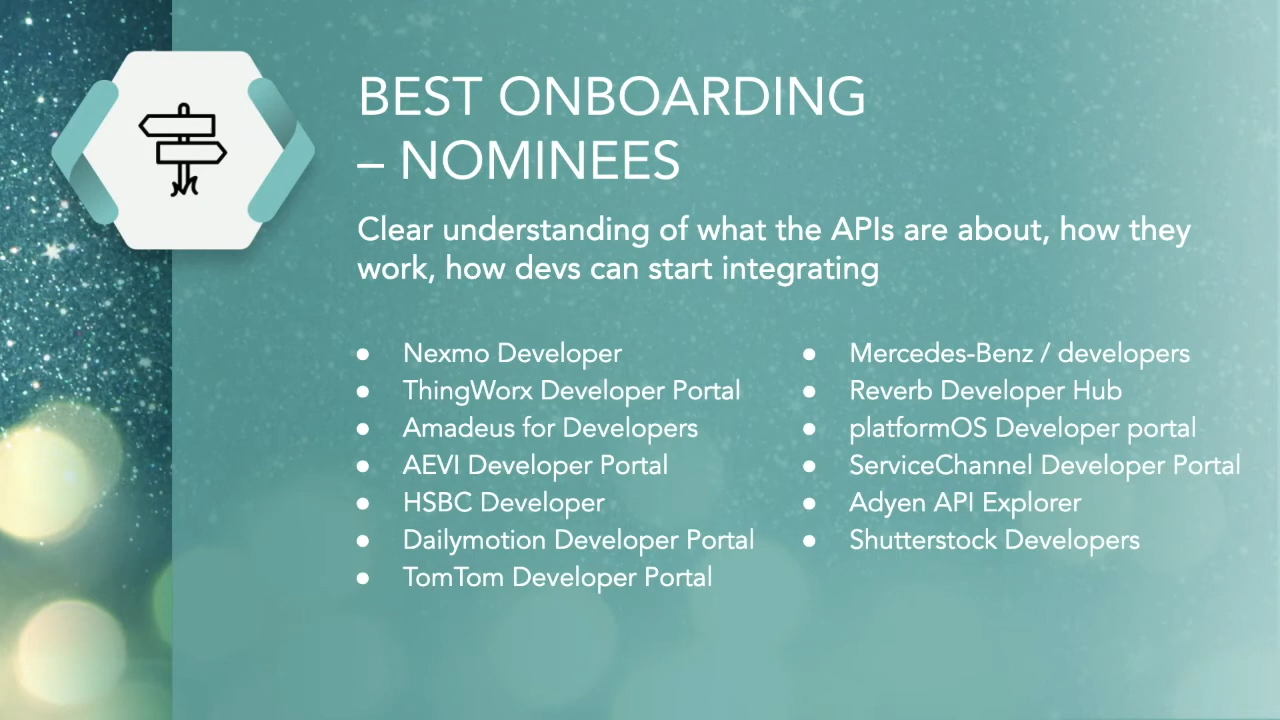 BEST ONBOARDING
– NOMINEES
Clear understanding of what the APIs are about, how they
work, how devs can start integrating
● Nexmo Developer
● ThingWorx Developer Portal
● Amadeus for Developers
● AEVI Developer Portal
● HSBC Developer
● Dailymotion Developer Portal
● TomTom Developer Portal
● Mercedes-Benz / developers
● Reverb Developer Hub
● platformOS Developer portal
● ServiceChannel Developer Portal
● Adyen API Explorer
● Shutterstock Developers